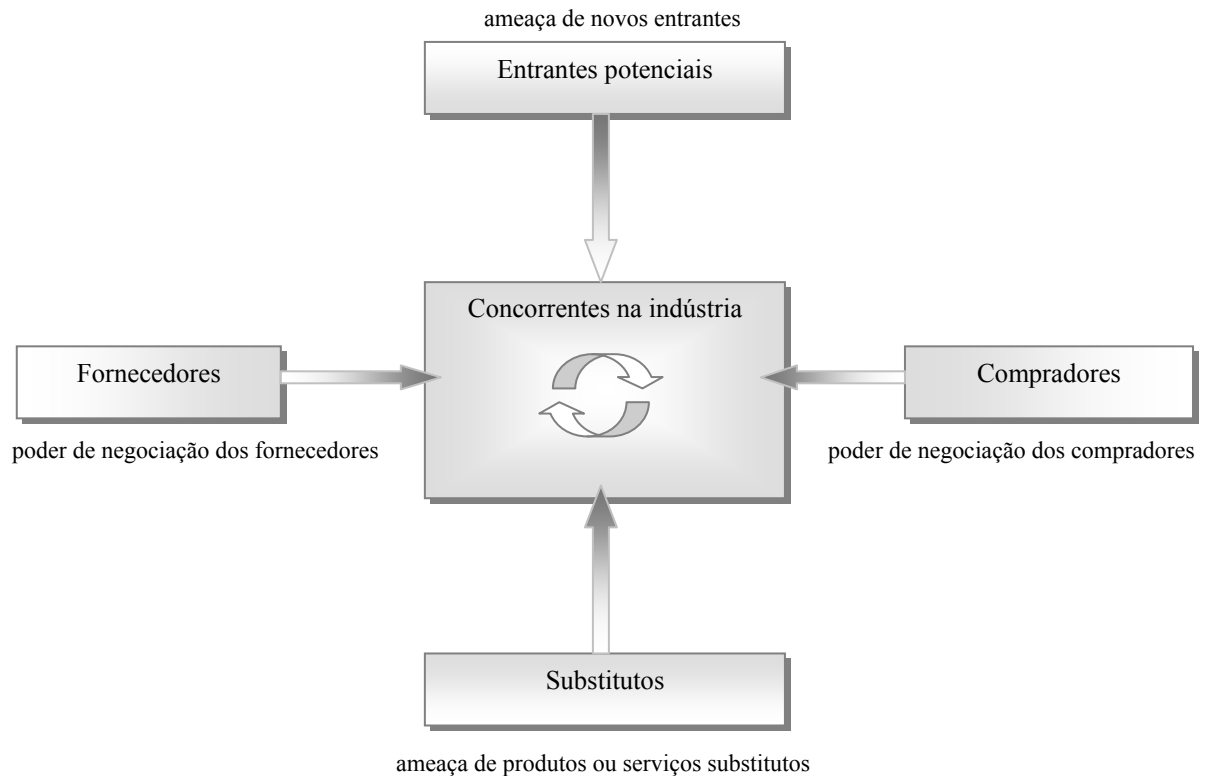 ameaça de novos entrantes
Entrantes potenciais
Concorrentes na indústria
Fornecedores
Compradores
poder de negociação dos fornecedores
poder de negociação dos compradores
Substitutos
ameaça de produtos ou serviços substitutos